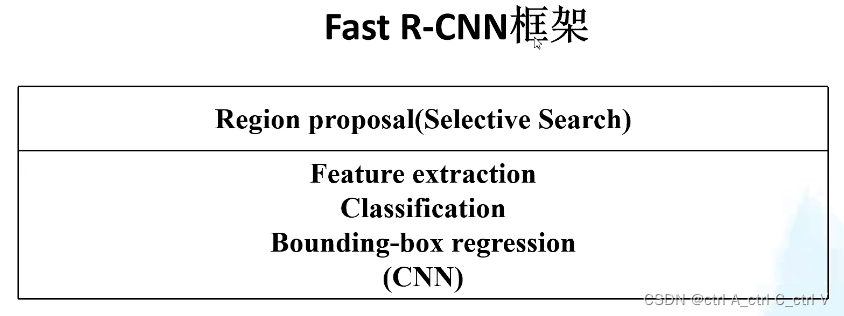 Fast R-CNN框架
Region proposal(Selective Search)
Feature extraction
Classification
Bounding-box regression
(CNN)
CSDN @ctrl A_ctrl C_ctrl V